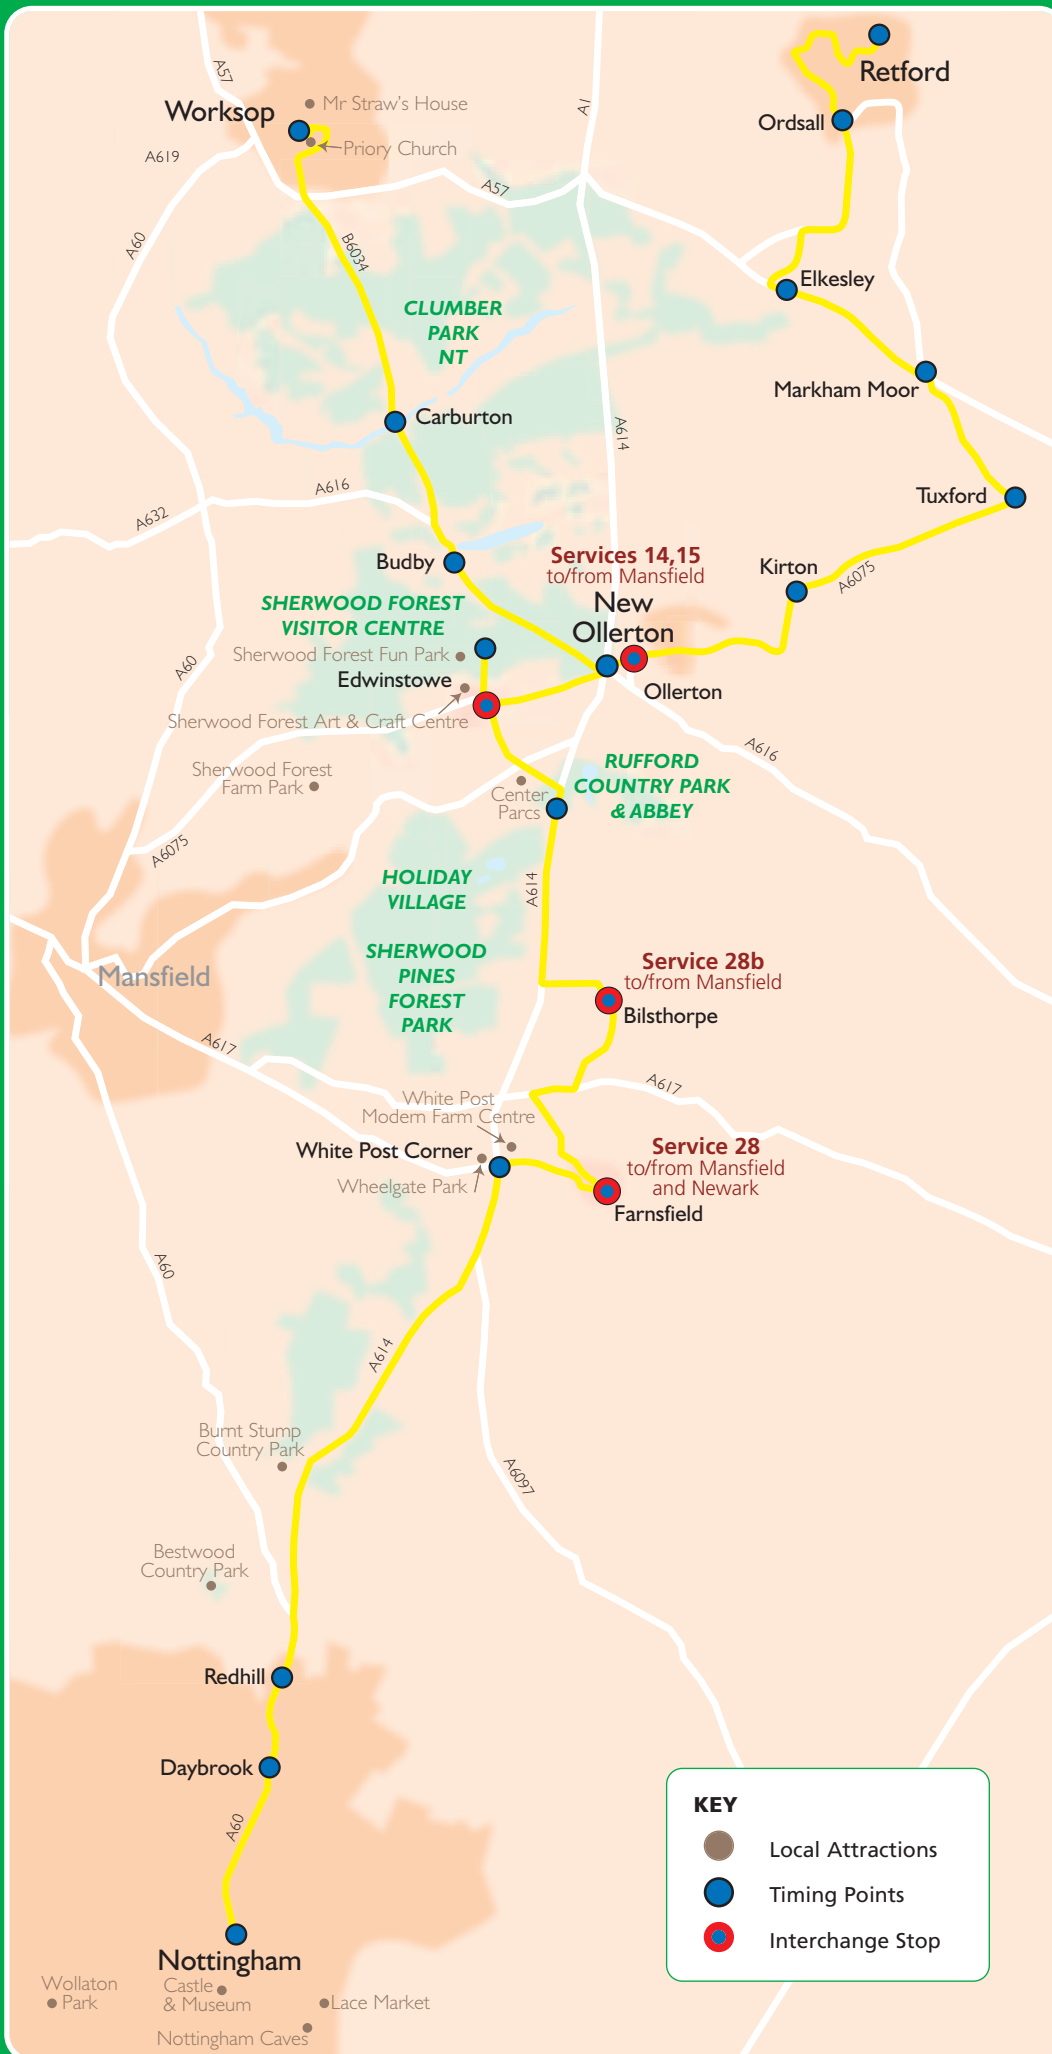 Retford
A57
Mr Straw's House
Worksop
A1
Ordsall
Priory Church
A619
A57
A60
B6034
Elkesley
CLUMBER
PARK
NT
Markham Moor
Carburton
A614
A616
Tuxford
A632
Services 14,15
to/from Mansfield
Budby
Kirton
A6075
New
Ollerton
SHERWOOD FOREST
VISITOR CENTRE
Sherwood Forest Fun Park
A60
Edwinstowe
Ollerton
Sherwood Forest Art & Craft Centre
A616
RUFFORD
COUNTRY PARK
& ABBEY
Sherwood Forest
Farm Park
Center
Parcs
A6075
HOLIDAY
VILLAGE
A614
SHERWOOD
PINES
FOREST
PARK
Service 28b
to/from Mansfield
Mansfield
Bilsthorpe
A617
A617
White Post
Modern Farm Centre
White Post Corner
Service 28
to/from Mansfield
and Newark
Wheelgate Park
Farnsfield
A60
A614
Burnt Stump
Country Park
A6097
Bestwood
Country Park
Redhill
Daybrook
A60
Nottingham
Wollaton
Park
Castle
& Museum
Lace Market
Nottingham Caves
KEY
Local Attractions
Timing Points
Interchange Stop